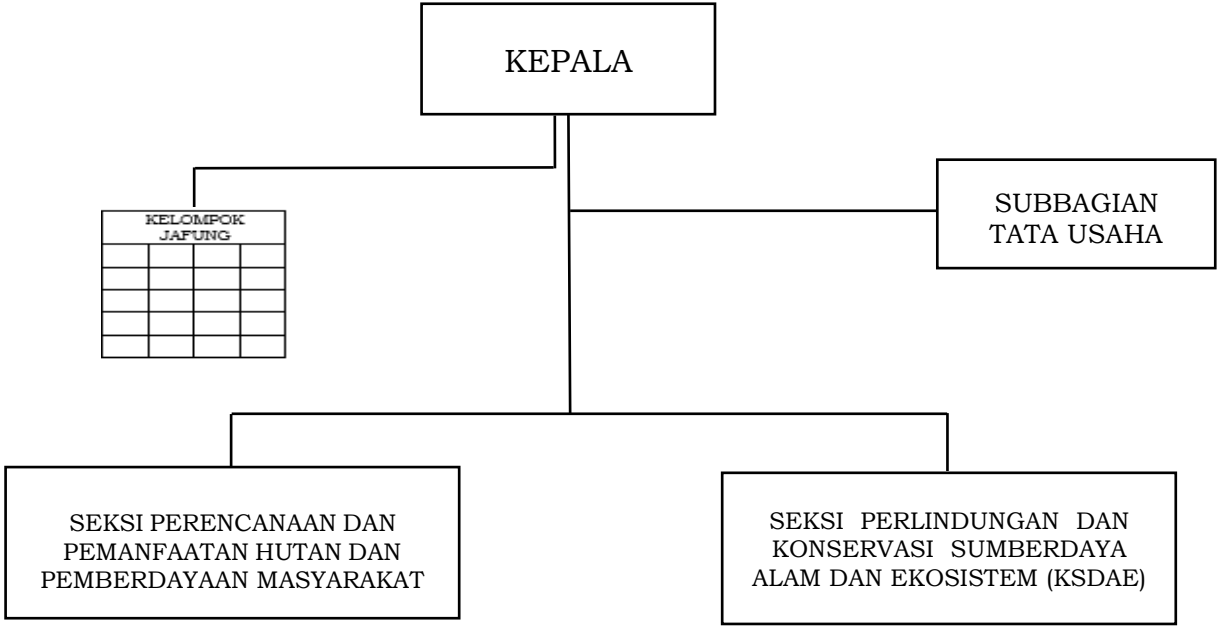 KEPALA
SUBBAGIAN
TATA USAHA
KELOMPOK
JAFUNG
SEKSI PERENCANAAN DAN
PEMANFAATAN HUTAN DAN
PEMBERDAYAAN MASYARAKAT
SEKSI PERLINDUNGAN DAN
KONSERVASI SUMBERDAYA
ALAM DAN EKOSISTEM (KSDAE)